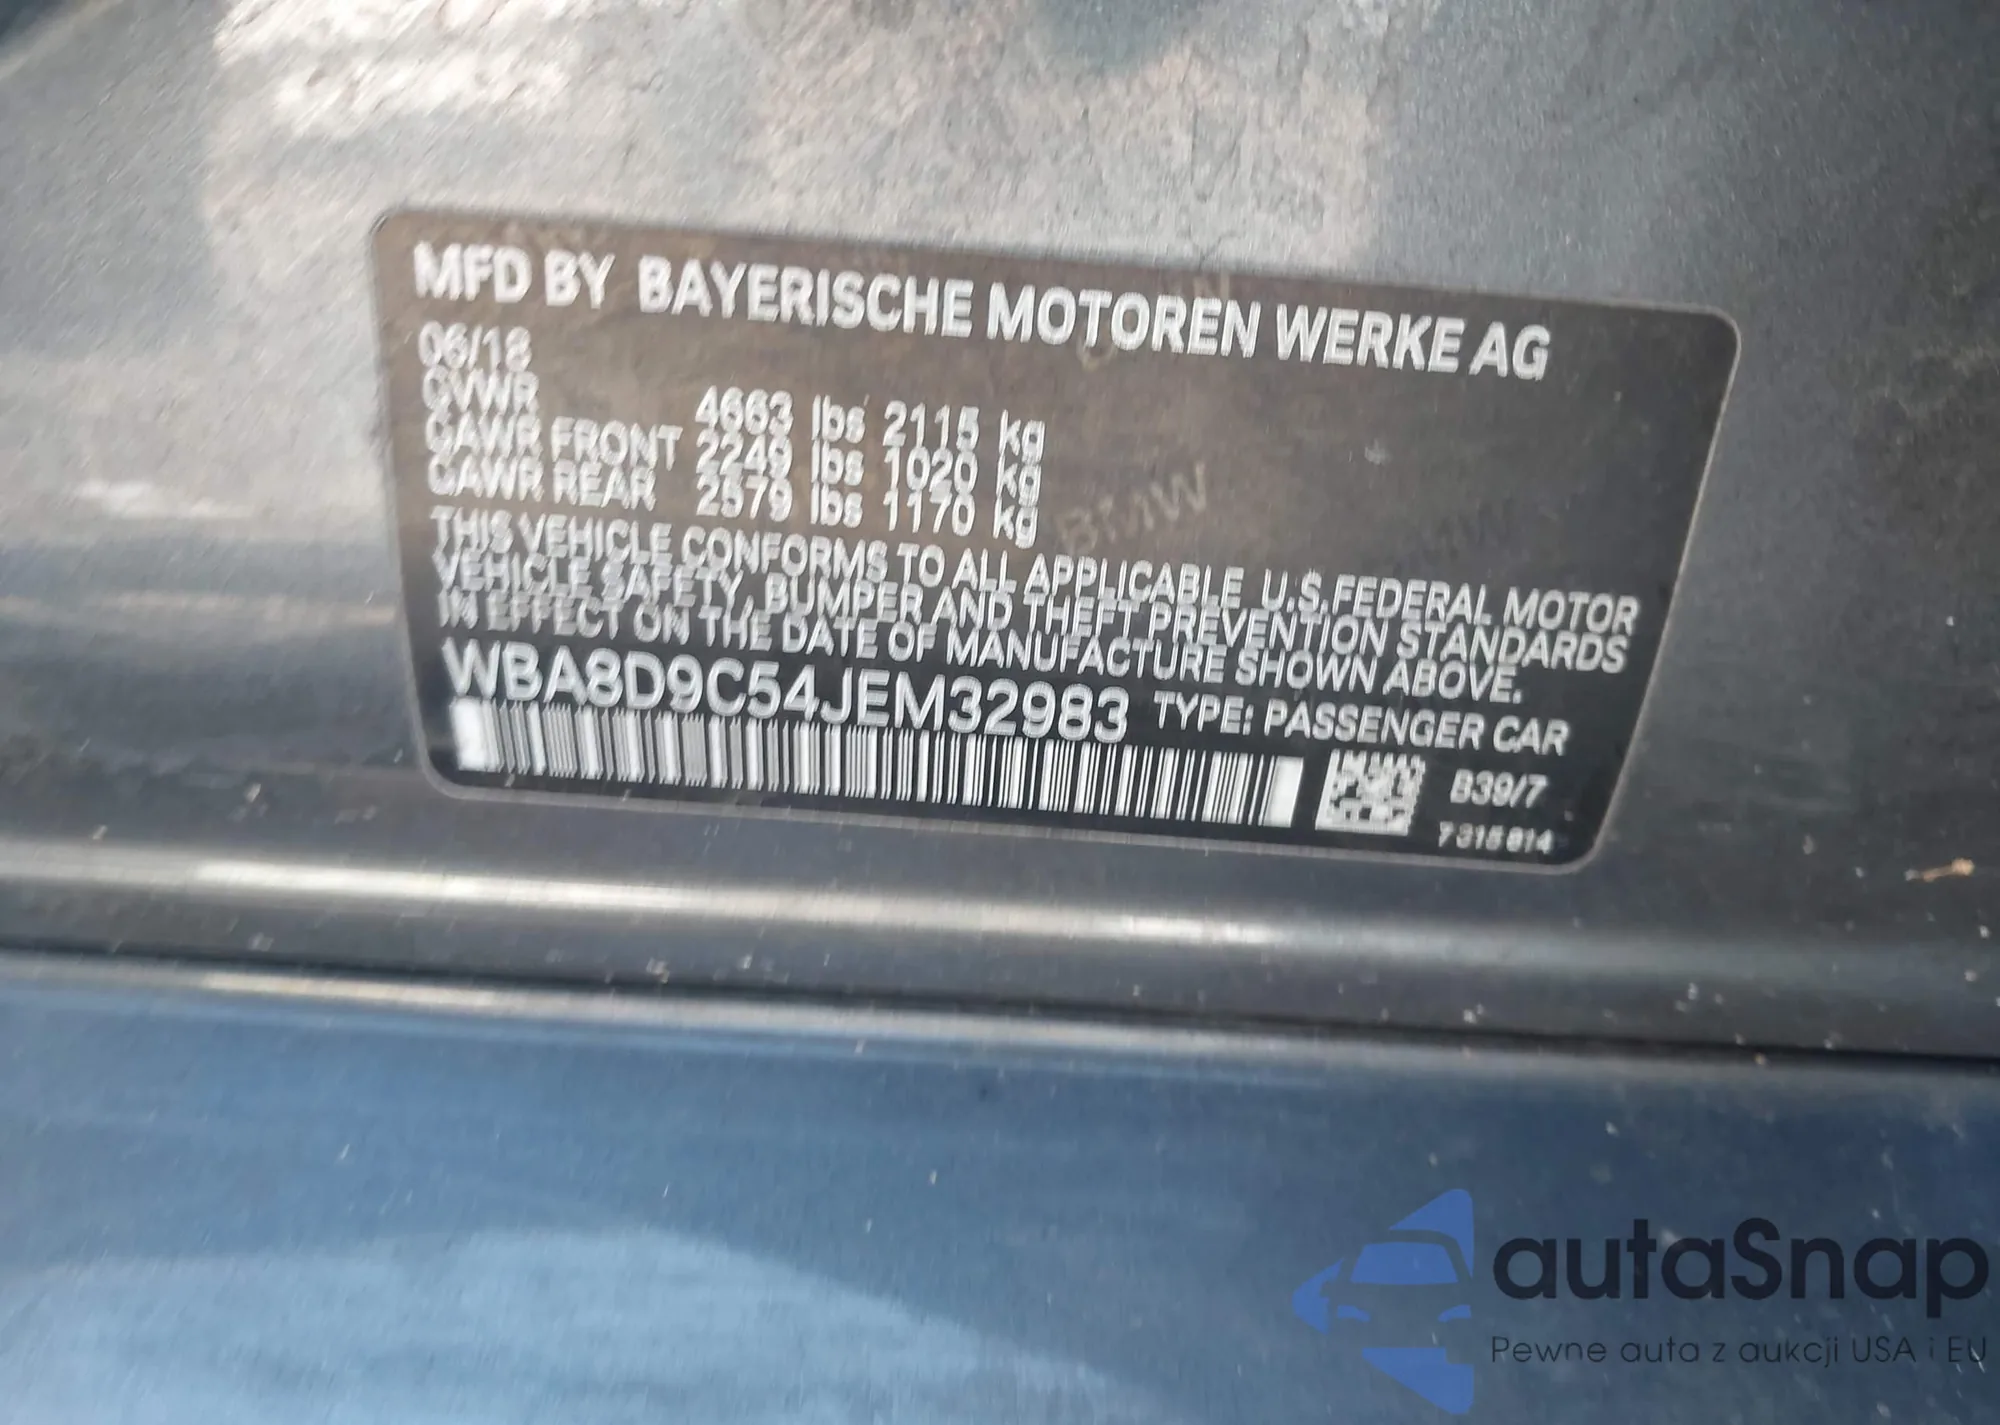 MFD BY BAYERISCHE MOTOREN WERKE AG
06/18
GVWR 4663 lbs 2115 kg
GAWR FRONT 2249 lbs 1020 kg
GAWR REAR 2579 lbs 1170 kg
THIS VEHICLE CONFORMS TO ALL APPLICABLE U.S.FEDERAL MOTOR
VEHICLE SAFETY, BUMPER AND THEFT PREVENTION STANDARDS
IN EFFECT ON THE DATE OF MANUFACTURE SHOWN ABOVE.
WBA8D9C54JEM32983 TYPE: PASSENGER CAR
B39/7
7 315 814
BMW
autaSnap
Pewne auta z aukcji USA i EU